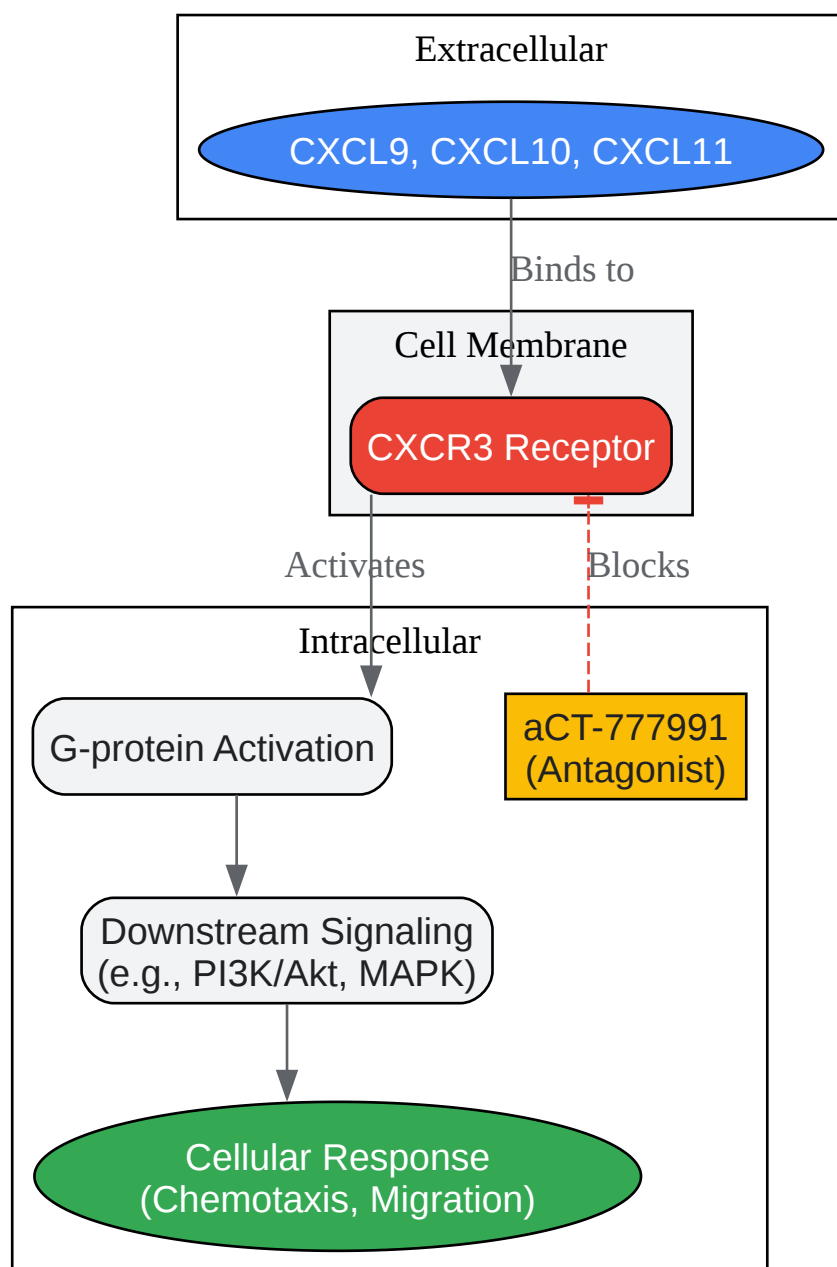 Extracellular
CXCL9, CXCL10, CXCL11
Binds to
Cell Membrane
CXCR3 Receptor
Activates
Blocks
Intracellular
G-protein Activation
aCT-777991
(Antagonist)
Downstream Signaling
(e.g., PI3K/Akt, MAPK)
Cellular Response
(Chemotaxis, Migration)